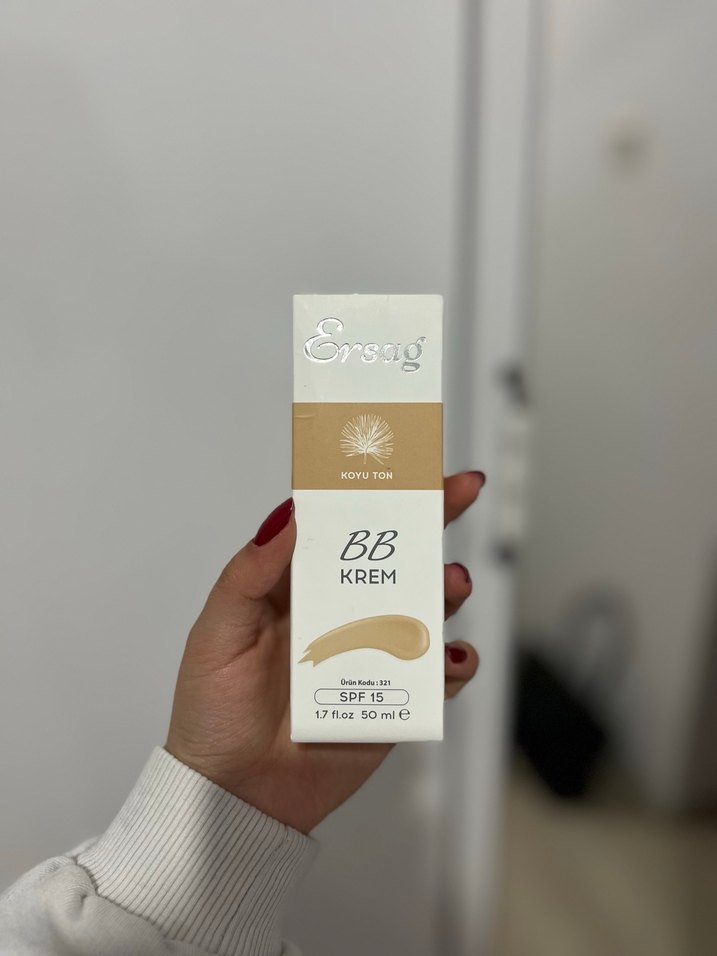 Ersag
KOYU TON
BB
KREM
Ürün Kodu : 321
SPF 15
1.7 fl.oz 50 ml ℮